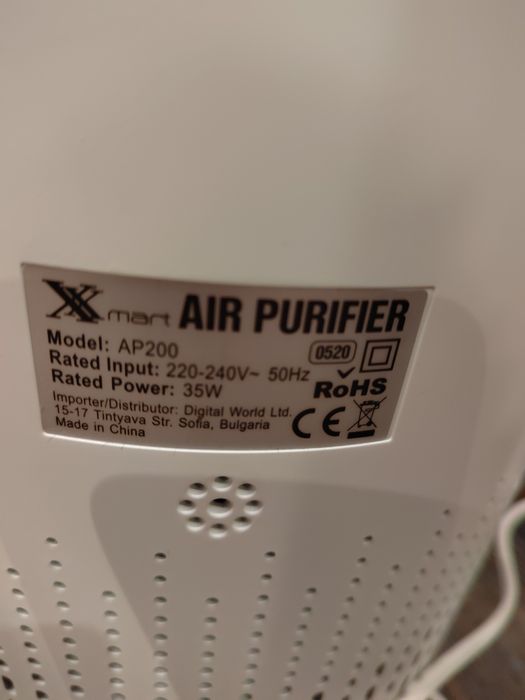 Xmart AIR PURIFIER
Model: AP200
0520
Rated Input: 220-240V~ 50Hz
Rated Power: 35W
RoHS
Importer/Distributor: Digital World Ltd.
15-17 Tintyava Str. Sofia, Bulgaria
Made in China
CE